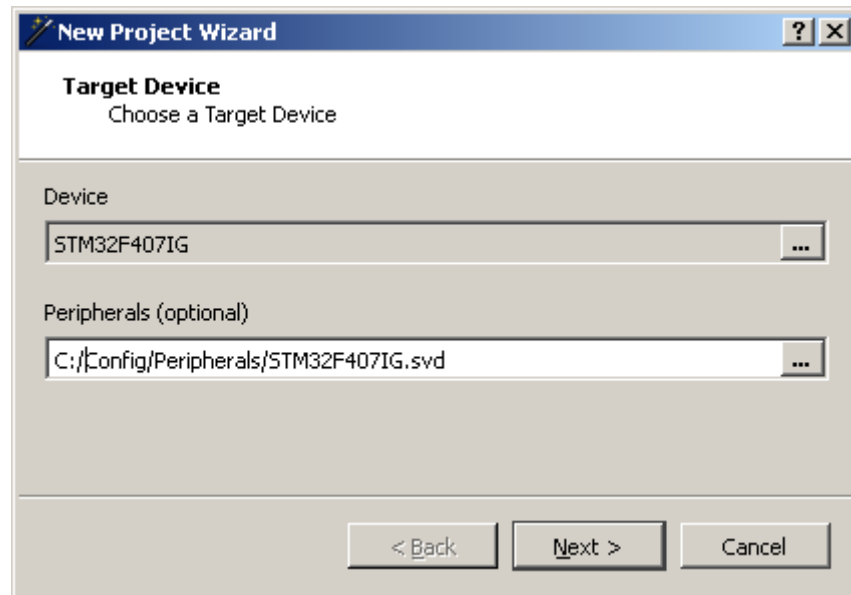 New Project Wizard
Target Device
Choose a Target Device
Device
STM32F407IG
...
Peripherals (optional)
C:/Config/Peripherals/STM32F407IG.svd
...
< Back
Next >
Cancel